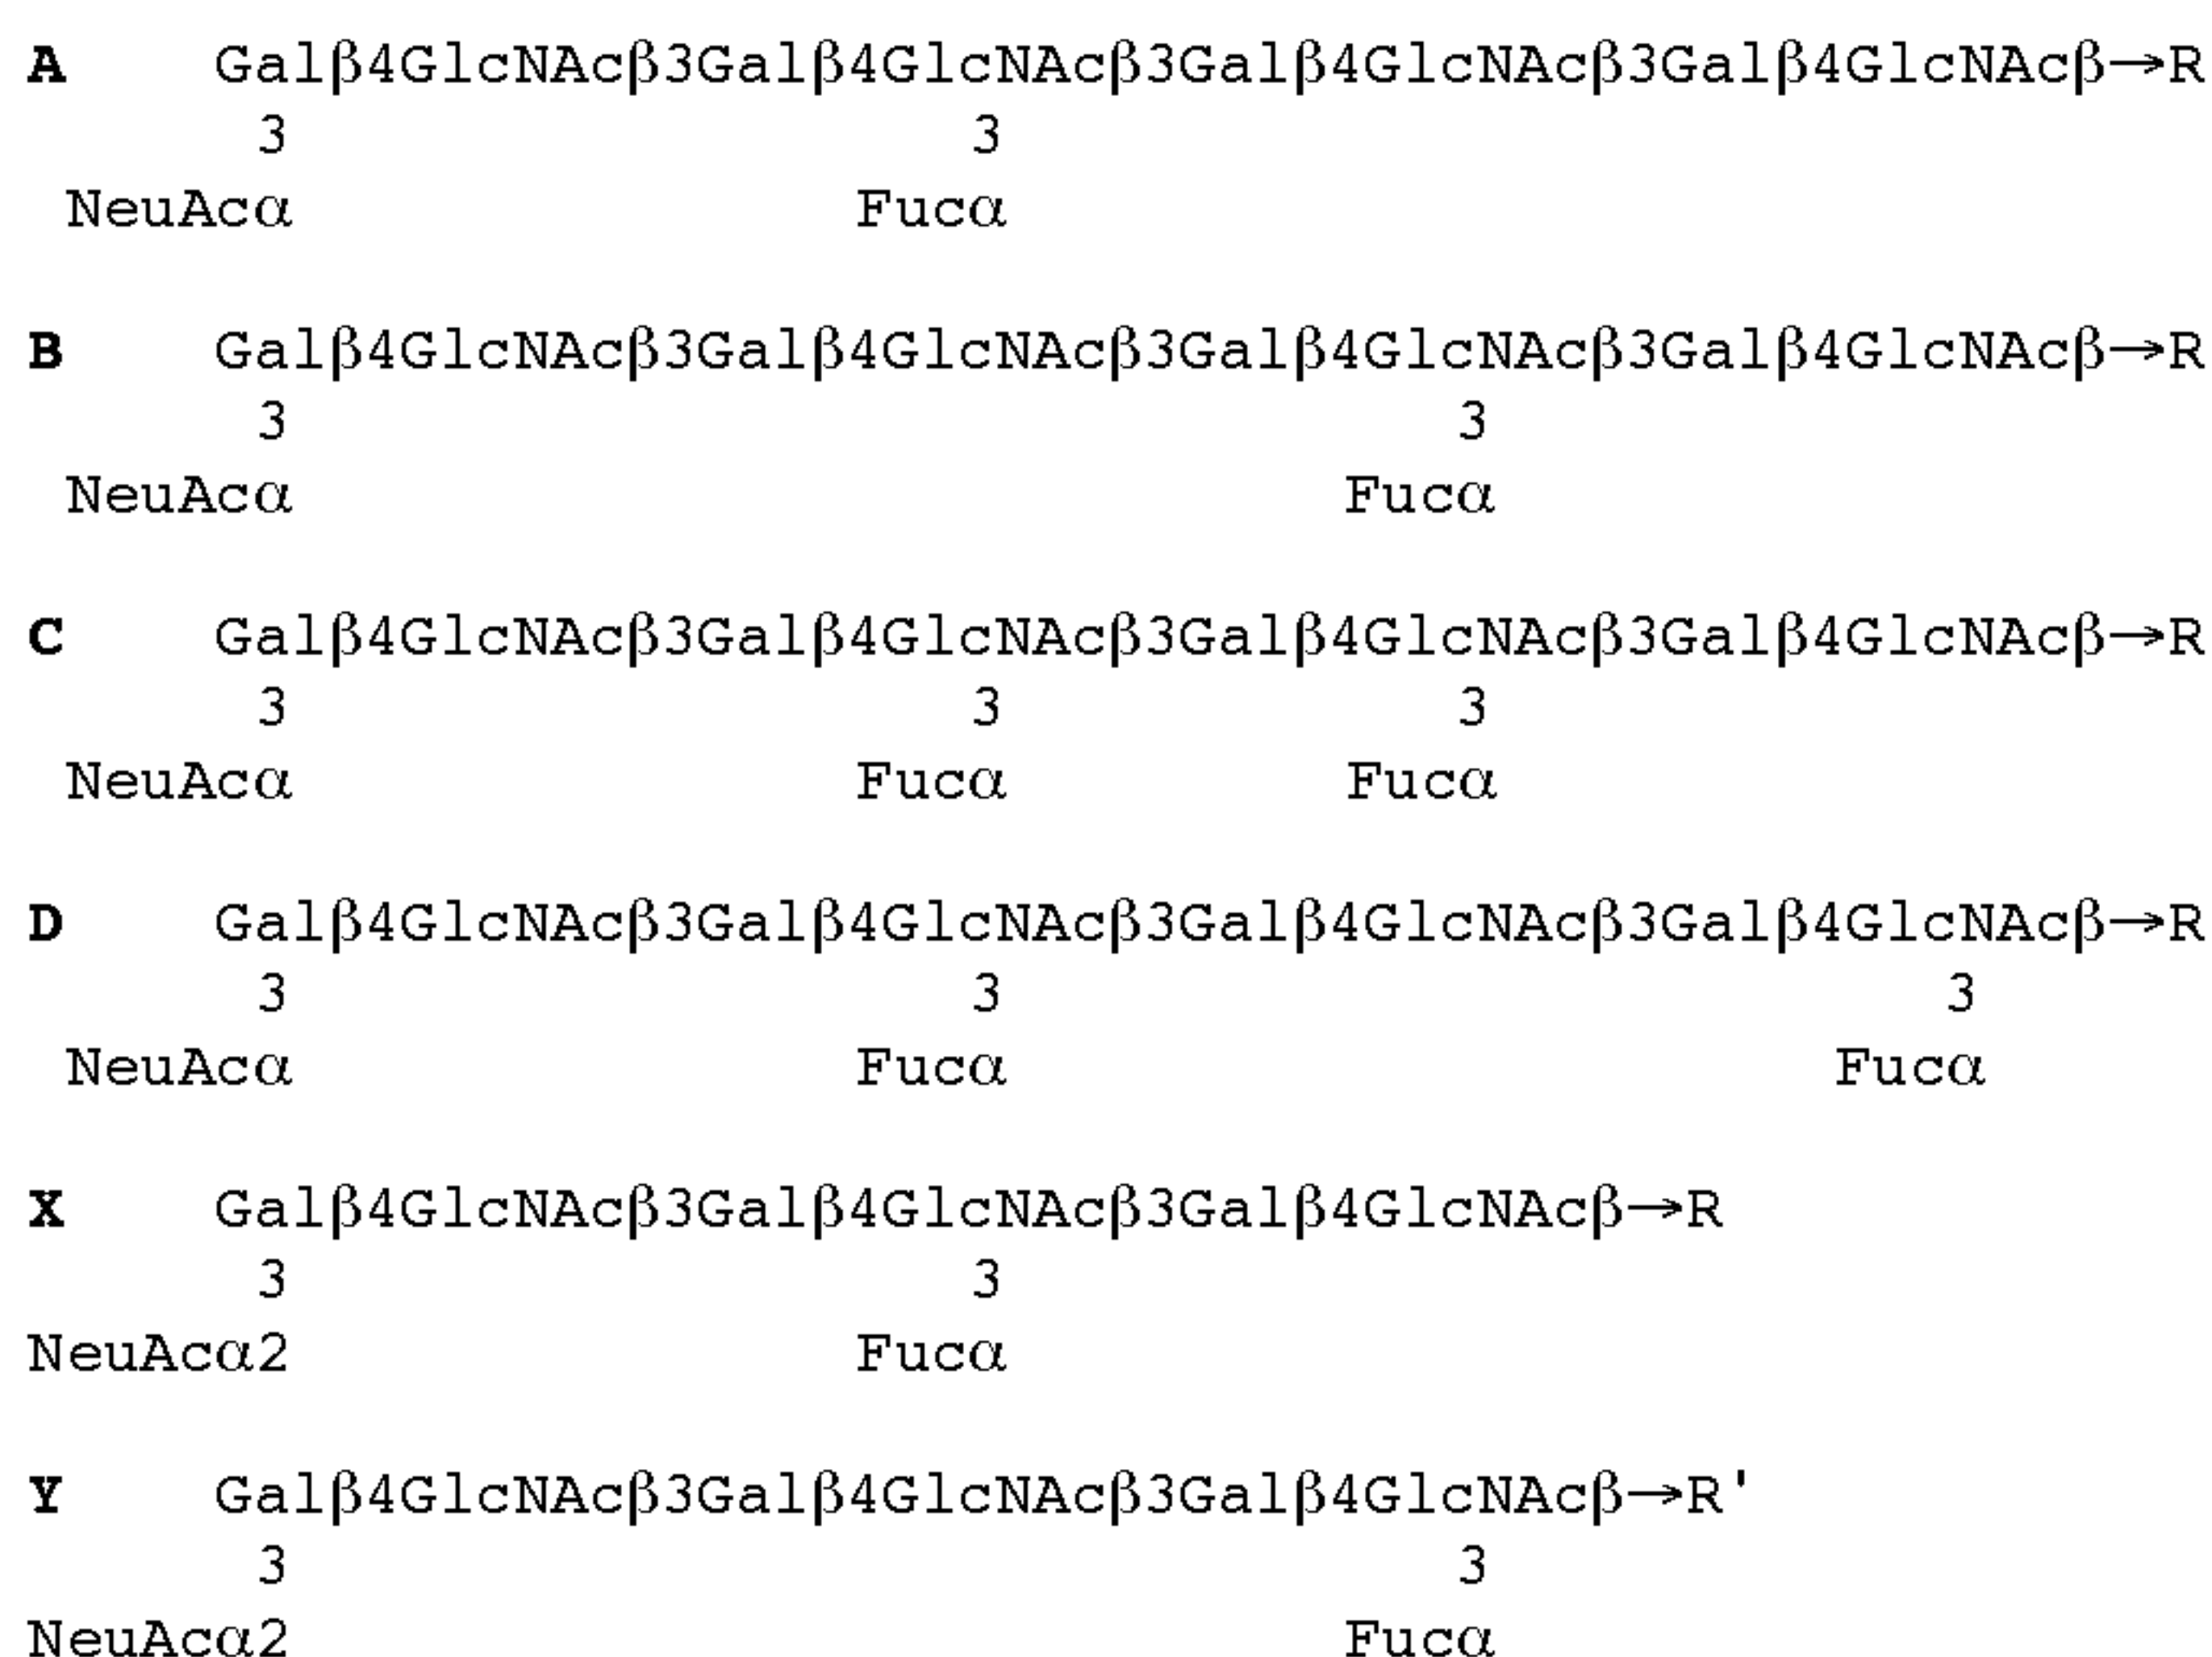 A Galβ4GlcNAcβ3Galβ4GlcNAcβ3Galβ4GlcNAcβ3Galβ4GlcNAcβ→R
3 3
NeuAcα Fucα
B Galβ4GlcNAcβ3Galβ4GlcNAcβ3Galβ4GlcNAcβ3Galβ4GlcNAcβ→R
3 3
NeuAcα Fucα
C Galβ4GlcNAcβ3Galβ4GlcNAcβ3Galβ4GlcNAcβ3Galβ4GlcNAcβ→R
3 3 3
NeuAcα Fucα Fucα
D Galβ4GlcNAcβ3Galβ4GlcNAcβ3Galβ4GlcNAcβ3Galβ4GlcNAcβ→R
3 3 3
NeuAcα Fucα Fucα
X Galβ4GlcNAcβ3Galβ4GlcNAcβ3Galβ4GlcNAcβ→R
3 3
NeuAcα2 Fucα
Y Galβ4GlcNAcβ3Galβ4GlcNAcβ3Galβ4GlcNAcβ→R'
3 3
NeuAcα2 Fucα